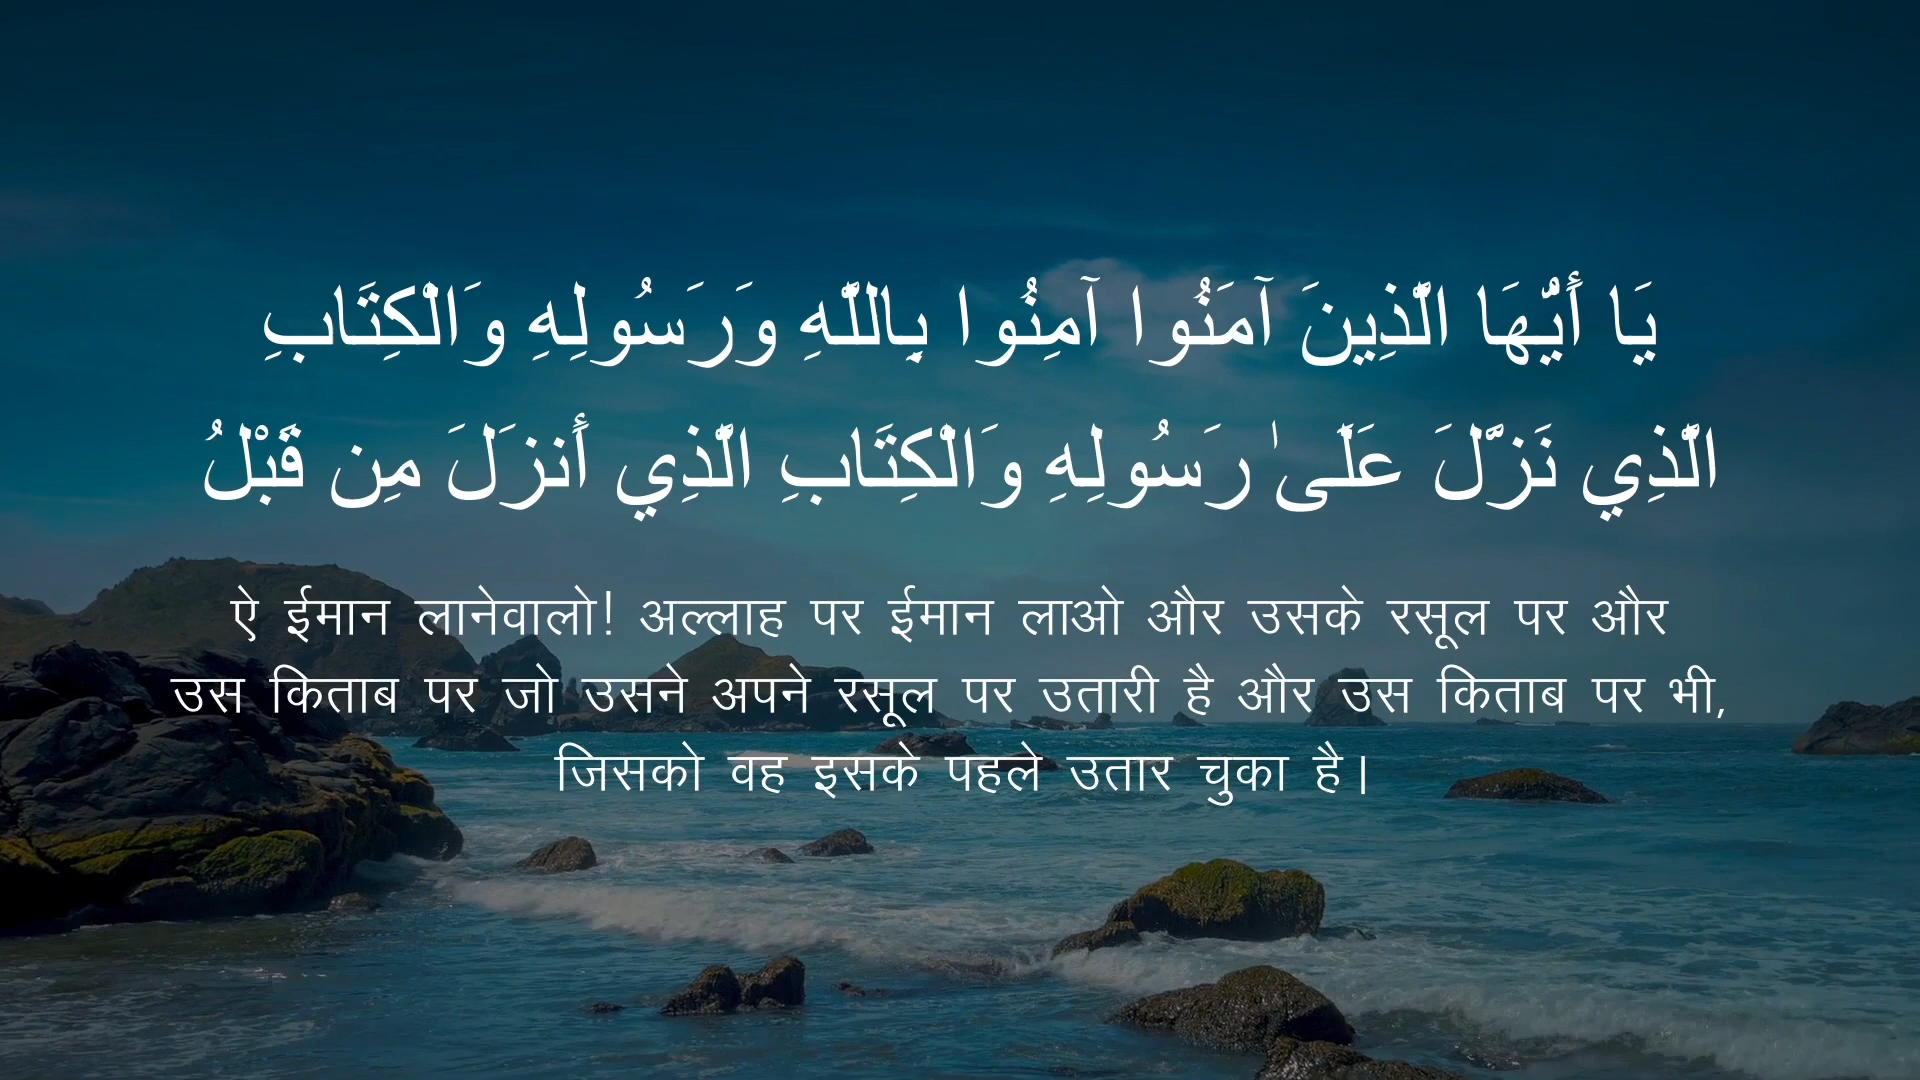 يَا أَيُّهَا الَّذِينَ آمَنُوا آمِنُوا بِاللَّهِ وَرَسُولِهِ وَالْكِتَابِ
الَّذِي نَزَّلَ عَلَىٰ رَسُولِهِ وَالْكِتَابِ الَّذِي أَنزَلَ مِن قَبْلُ
ऐ ईमान लानेवालो! अल्लाह पर ईमान लाओ और उसके रसूल पर और
उस किताब पर जो उसने अपने रसूल पर उतारी है और उस किताब पर भी,
जिसको वह इसके पहले उतार चुका है।